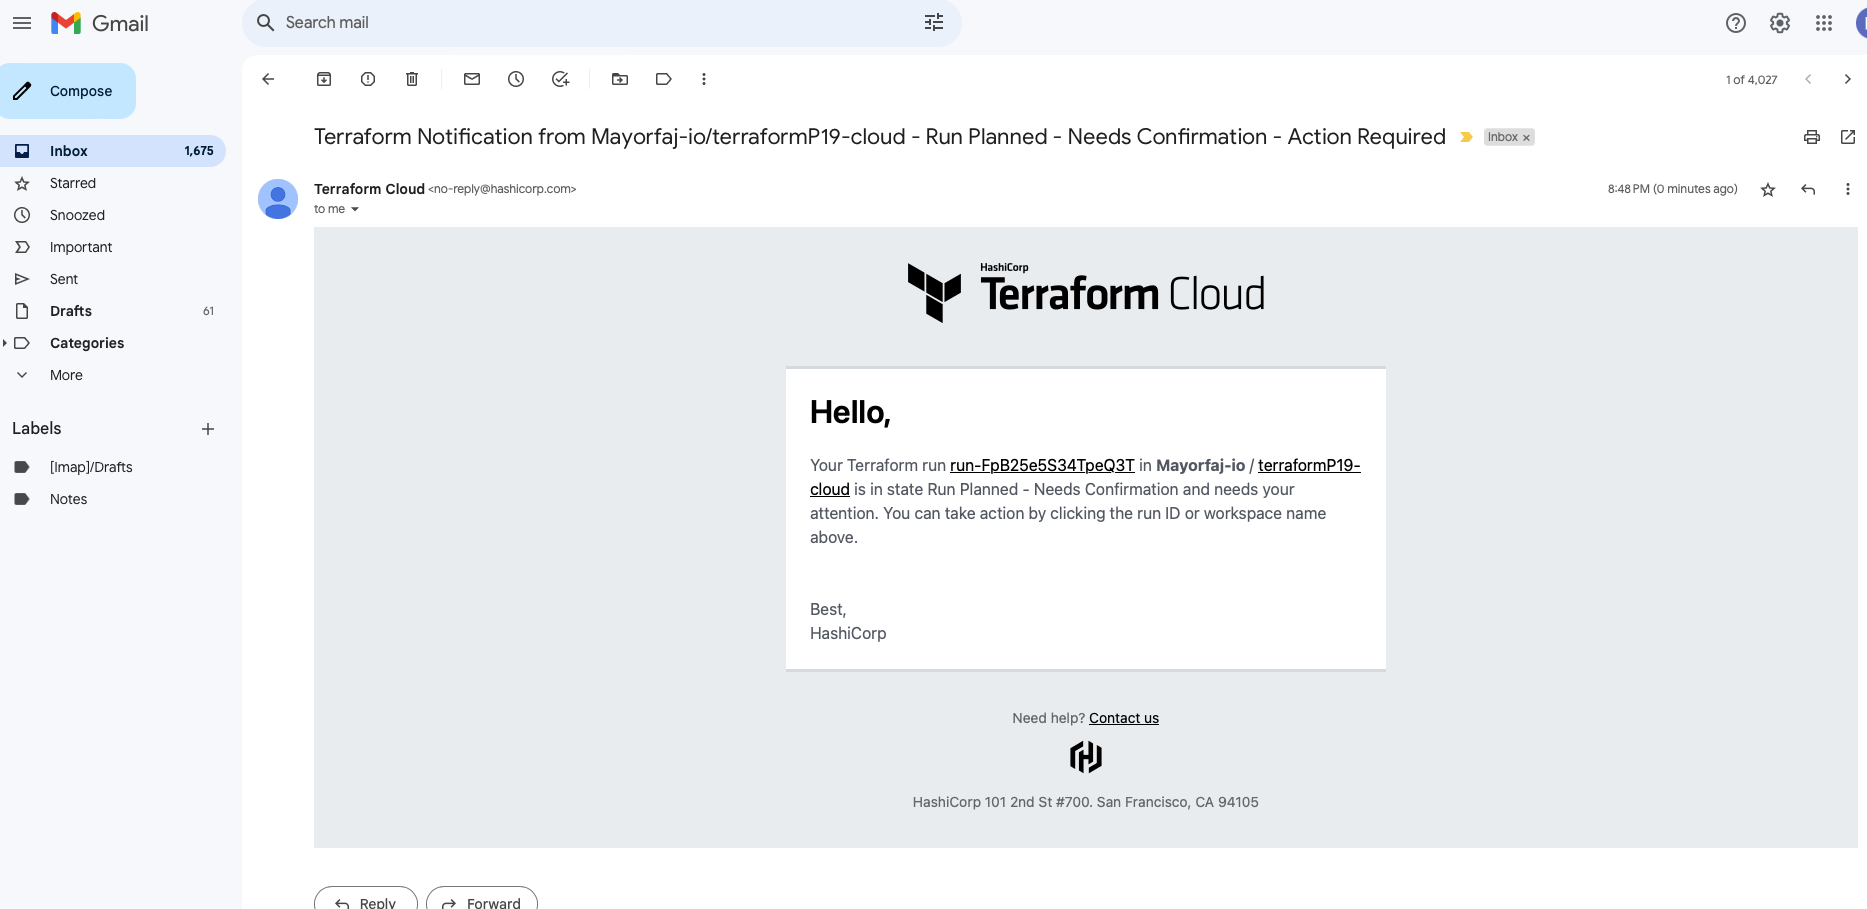 Gmail
Search mail
Compose
1 of 4,027
Terraform Notification from Mayorfaj-io/terraformP19-cloud - Run Planned - Needs Confirmation - Action Required
Inbox ×
Inbox 1,675
Starred
Snoozed
Important
Sent
Drafts 61
Categories
More
Labels
[Imap]/Drafts
Notes
Terraform Cloud <no-reply@hashicorp.com>
8:48 PM (0 minutes ago)
to me
HashiCorp
Terraform Cloud
Hello,
Your Terraform run run-FpB25e5S34TpeQ3T in Mayorfaj-io / terraformP19-
cloud is in state Run Planned - Needs Confirmation and needs your
attention. You can take action by clicking the run ID or workspace name
above.
Best,
HashiCorp
Need help? Contact us
HashiCorp 101 2nd St #700. San Francisco, CA 94105
Reply
Forward